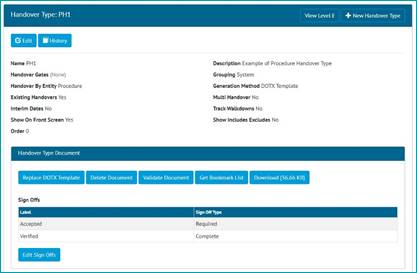 Handover Type: PH1
View Level E
New Handover Type
Edit
History
Name PH1
Description Example of Procedure Handover Type
Handover Gates (None)
Grouping System
Handover By Entity Procedure
Generation Method DOTX Template
Existing Handovers Yes
Multi Handover No
Interim Dates No
Track Walkdowns No
Show On Front Screen Yes
Show Includes Excludes No
Order 0
Handover Type Document
Replace DOTX Template
Delete Document
Validate Document
Get Bookmark List
Download (56.66 KB)
Sign Offs
Label
Sign Off Type
Accepted
Required
Verified
Complete
Edit Sign Offs